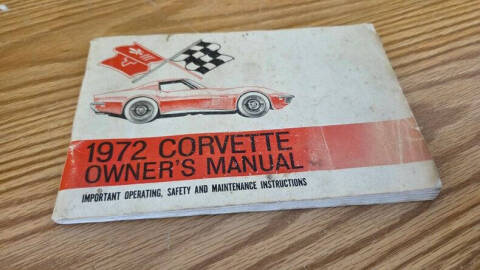 1972 CORVETTE
OWNER'S MANUAL
IMPORTANT OPERATING, SAFETY AND MAINTENANCE INSTRUCTIONS